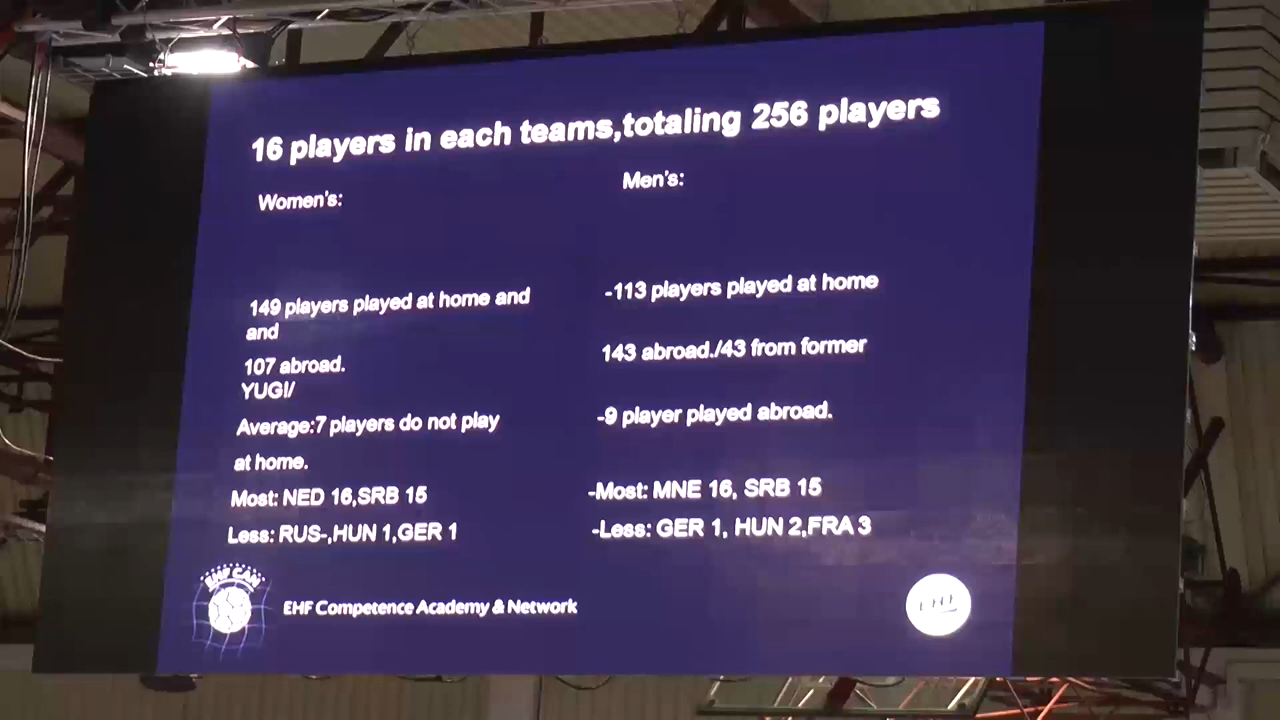 16 players in each teams,totaling 256 players
Women's:
149 players played at home and
and
107 abroad.
YUGI/
Average:7 players do not play
at home.
Most: NED 16,SRB 15
Less: RUS-,HUN 1,GER 1
Men's:
-113 players played at home
143 abroad./43 from former
-9 player played abroad.
-Most: MNE 16, SRB 15
-Less: GER 1, HUN 2,FRA 3
EHF CAN
EHF Competence Academy & Network
EHF